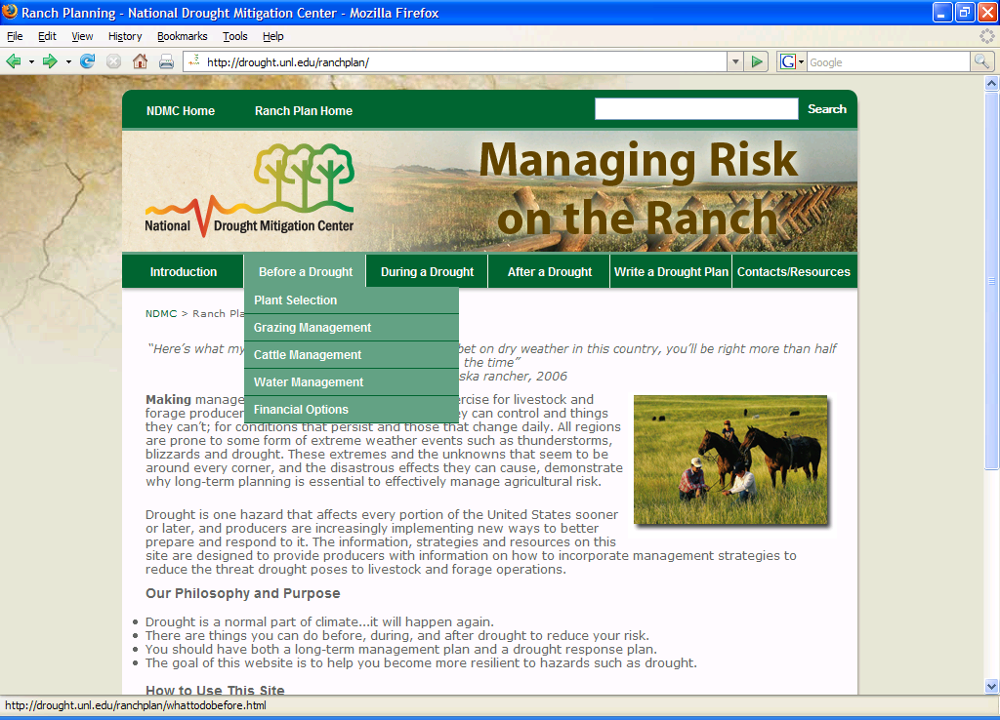 Ranch Planning - National Drought Mitigation Center - Mozilla Firefox
File Edit View History Bookmarks Tools Help
http://drought.unl.edu/ranchplan/
G Google
NDMC Home Ranch Plan Home Search
Managing Risk
on the Ranch
National Drought Mitigation Center
Introduction Before a Drought During a Drought After a Drought Write a Drought Plan Contacts/Resources
Plant Selection
Grazing Management
Cattle Management
Water Management
Financial Options
NDMC > Ranch Pla
“Here’s what my bet on dry weather in this country, you’ll be right more than half
the time”
ska rancher, 2006
Making manage ercise for livestock and
forage producer ey can control and things
they can’t; for conditions that persist and those that change daily. All regions
are prone to some form of extreme weather events such as thunderstorms,
blizzards and drought. These extremes and the unknowns that seem to be
around every corner, and the disastrous effects they can cause, demonstrate
why long-term planning is essential to effectively manage agricultural risk.
Drought is one hazard that affects every portion of the United States sooner
or later, and producers are increasingly implementing new ways to better
prepare and respond to it. The information, strategies and resources on this
site are designed to provide producers with information on how to incorporate management strategies to
reduce the threat drought poses to livestock and forage operations.
Our Philosophy and Purpose
Drought is a normal part of climate...it will happen again.
There are things you can do before, during, and after drought to reduce your risk.
You should have both a long-term management plan and a drought response plan.
The goal of this website is to help you become more resilient to hazards such as drought.
How to Use This Site
http://drought.unl.edu/ranchplan/whattodobefore.html